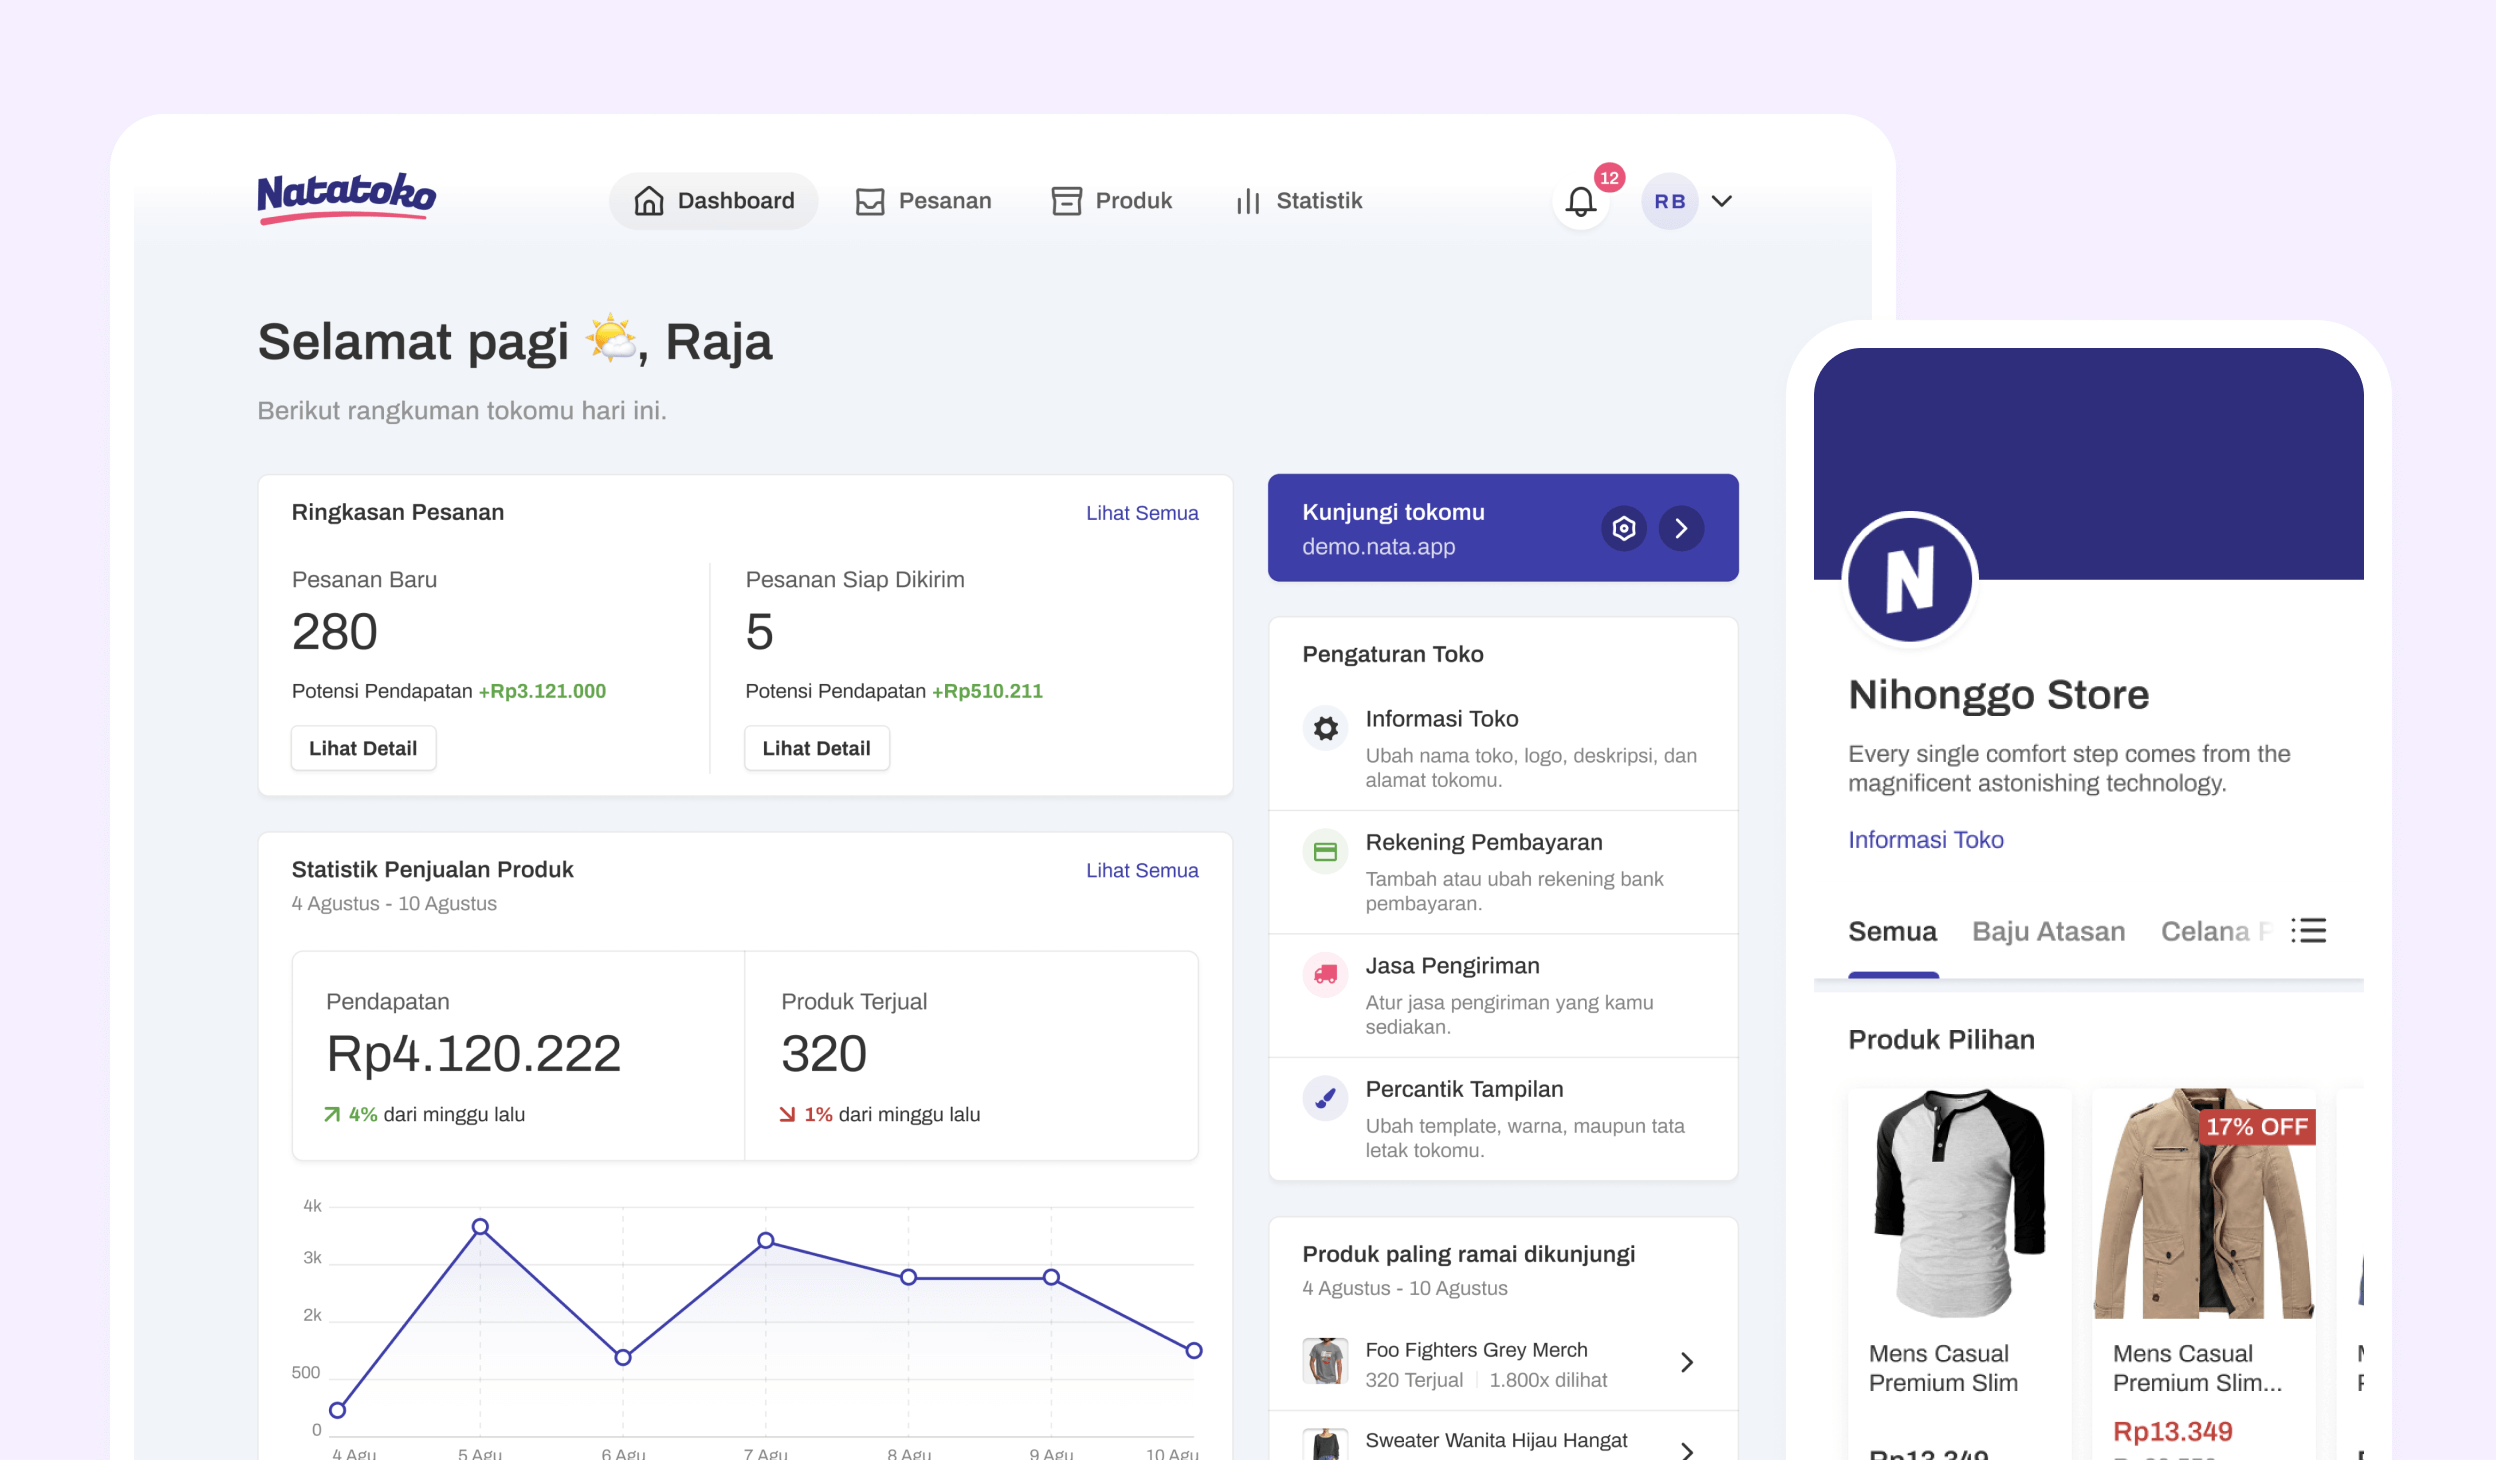 Natatoko
Dashboard
Pesanan
Produk
Statistik
12
RB
Selamat pagi 🌤️, Raja
Berikut rangkuman tokomu hari ini.
Ringkasan Pesanan
Lihat Semua
Pesanan Baru
280
Potensi Pendapatan +Rp3.121.000
Lihat Detail
Pesanan Siap Dikirim
5
Potensi Pendapatan +Rp510.211
Lihat Detail
Statistik Penjualan Produk
Lihat Semua
4 Agustus - 10 Agustus
Pendapatan
Rp4.120.222
4% dari minggu lalu
Produk Terjual
320
1% dari minggu lalu
4k
3k
2k
500
0
4 Agu
5 Agu
6 Agu
7 Agu
8 Agu
9 Agu
10 Agu
Kunjungi tokomu
demo.nata.app
Pengaturan Toko
Informasi Toko
Ubah nama toko, logo, deskripsi, dan
alamat tokomu.
Rekening Pembayaran
Tambah atau ubah rekening bank
pembayaran.
Jasa Pengiriman
Atur jasa pengiriman yang kamu
sediakan.
Percantik Tampilan
Ubah template, warna, maupun tata
letak tokomu.
Produk paling ramai dikunjungi
4 Agustus - 10 Agustus
Foo Fighters Grey Merch
320 Terjual
1.800x dilihat
Sweater Wanita Hijau Hangat
N
Nihonggo Store
Every single comfort step comes from the
magnificent astonishing technology.
Informasi Toko
Semua
Baju Atasan
Celana P
Produk Pilihan
Mens Casual
Premium Slim
Rp13.349
17% OFF
Mens Casual
Premium Slim...
Rp13.349